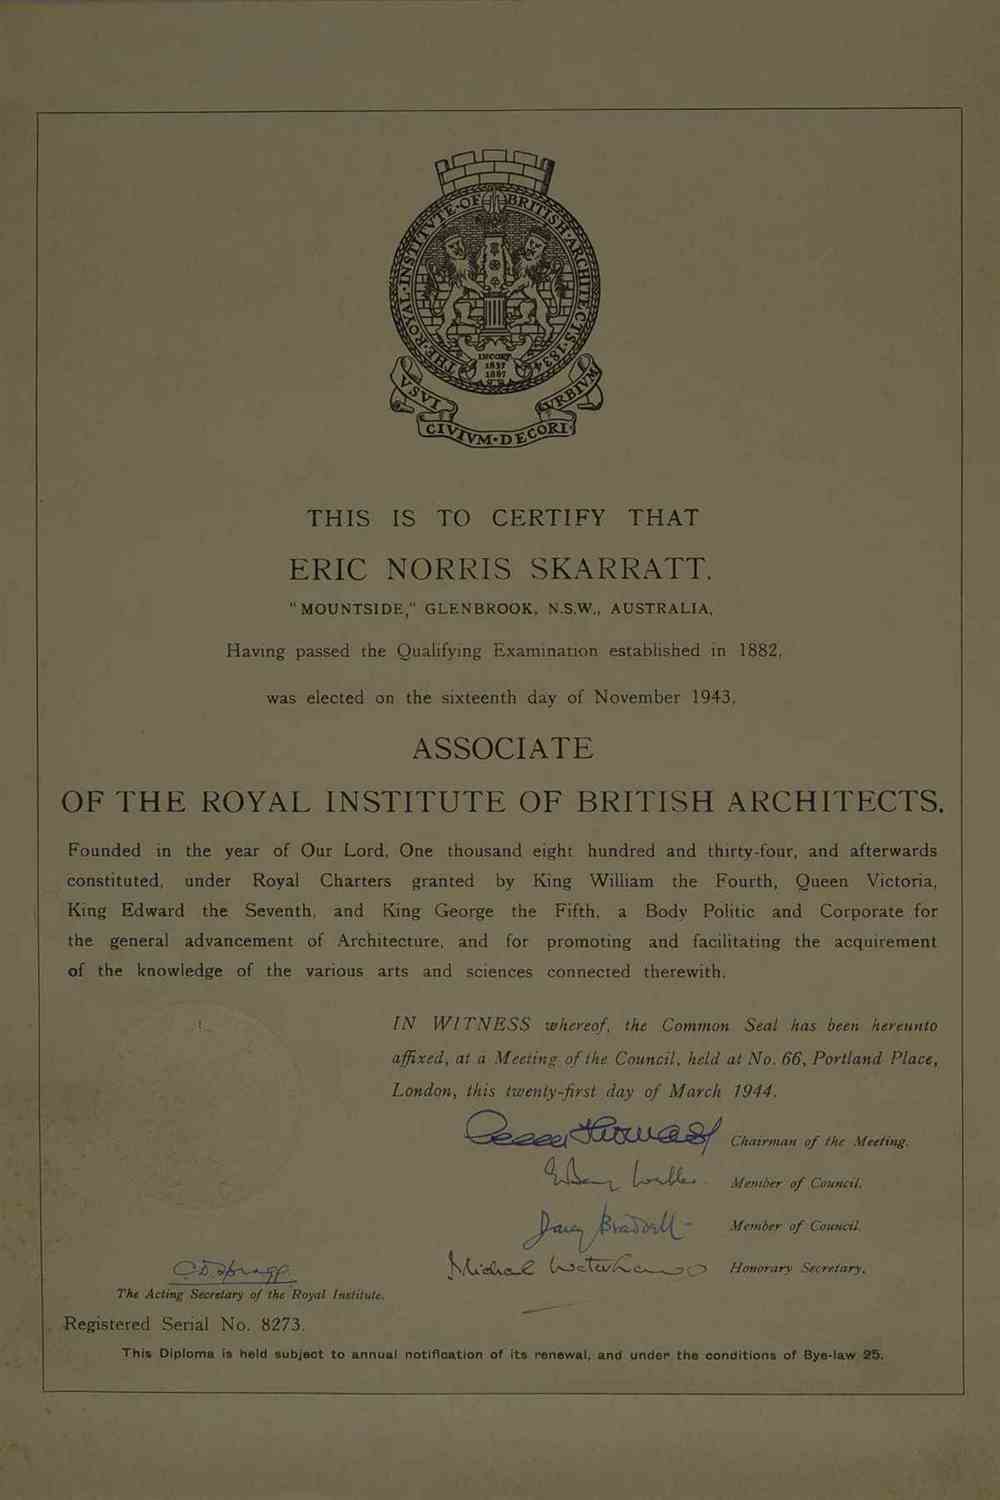 THE·ROYAL·INSTITVTE·OF BRITISH·ARCHITECTS·1834
INCORP.
1837
1887
VSVI
CIVIVM·DECORI
VRBIVM
THIS IS TO CERTIFY THAT
ERIC NORRIS SKARRATT,
"MOUNTSIDE," GLENBROOK, N.S.W., AUSTRALIA,
Having passed the Qualifying Examination established in 1882,
was elected on the sixteenth day of November 1943,
ASSOCIATE
OF THE ROYAL INSTITUTE OF BRITISH ARCHITECTS.
Founded in the year of Our Lord, One thousand eight hundred and thirty-four, and afterwards
constituted, under Royal Charters granted by King William the Fourth, Queen Victoria,
King Edward the Seventh, and King George the Fifth, a Body Politic and Corporate for
the general advancement of Architecture, and for promoting and facilitating the acquirement
of the knowledge of the various arts and sciences connected therewith.
IN WITNESS whereof, the Common Seal has been hereunto
affixed, at a Meeting of the Council, held at No. 66, Portland Place,
London, this twenty-first day of March 1944.
Chairman of the Meeting.
Member of Council.
Darcy Braddell Member of Council.
Michael Waterhouse Honorary Secretary.
C D Spragg
The Acting Secretary of the Royal Institute.
Registered Serial No. 8273.
This Diploma is held subject to annual notification of its renewal, and under the conditions of Bye-law 25.